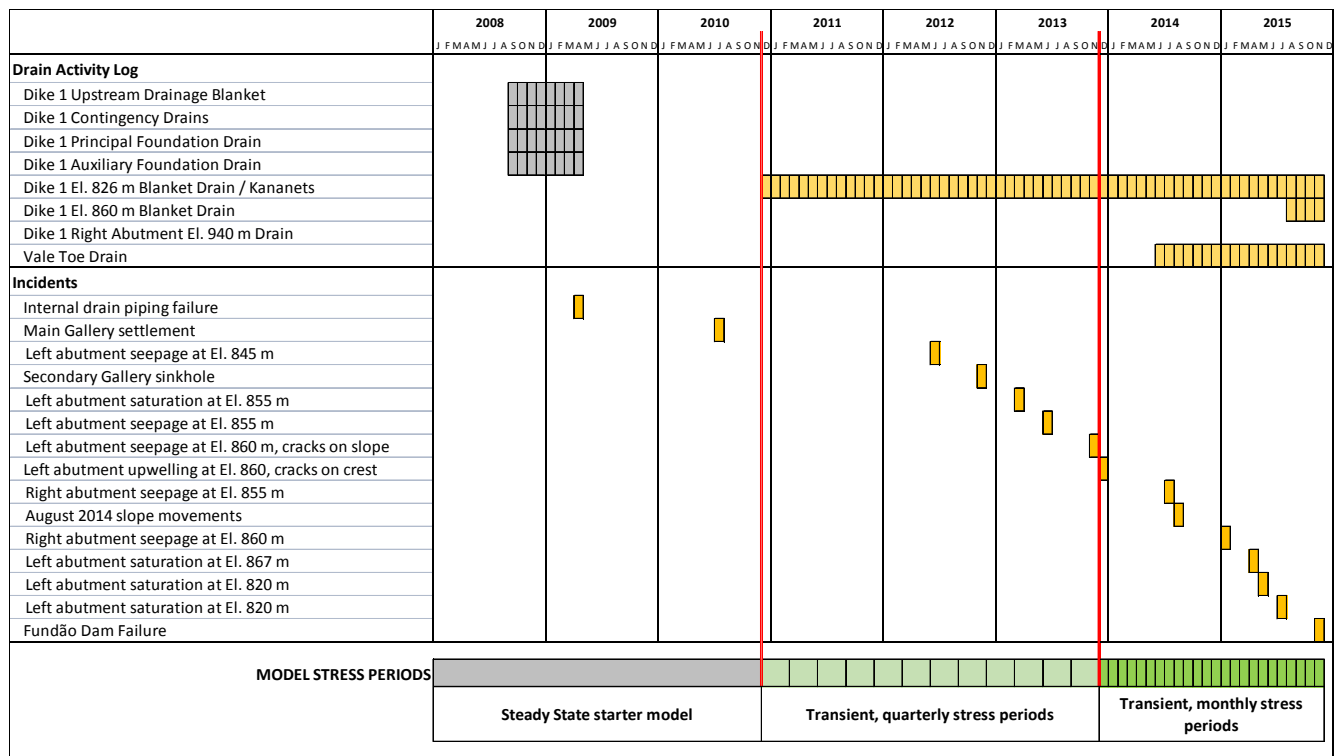 2008 2009 2010 2011 2012 2013 2014 2015
J F M A M J J A S O N D J F M A M J J A S O N D J F M A M J J A S O N D J F M A M J J A S O N D J F M A M J J A S O N D J F M A M J J A S O N D J F M A M J J A S O N D J F M A M J J A S O N D
Drain Activity Log
Dike 1 Upstream Drainage Blanket
Dike 1 Contingency Drains
Dike 1 Principal Foundation Drain
Dike 1 Auxiliary Foundation Drain
Dike 1 El. 826 m Blanket Drain / Kananets
Dike 1 El. 860 m Blanket Drain
Dike 1 Right Abutment El. 940 m Drain
Vale Toe Drain
Incidents
Internal drain piping failure
Main Gallery settlement
Left abutment seepage at El. 845 m
Secondary Gallery sinkhole
Left abutment saturation at El. 855 m
Left abutment seepage at El. 855 m
Left abutment seepage at El. 860 m, cracks on slope
Left abutment upwelling at El. 860, cracks on crest
Right abutment seepage at El. 855 m
August 2014 slope movements
Right abutment seepage at El. 860 m
Left abutment saturation at El. 867 m
Left abutment saturation at El. 820 m
Left abutment saturation at El. 820 m
Fundão Dam Failure
MODEL STRESS PERIODS
Steady State starter model
Transient, quarterly stress periods
Transient, monthly stress
periods